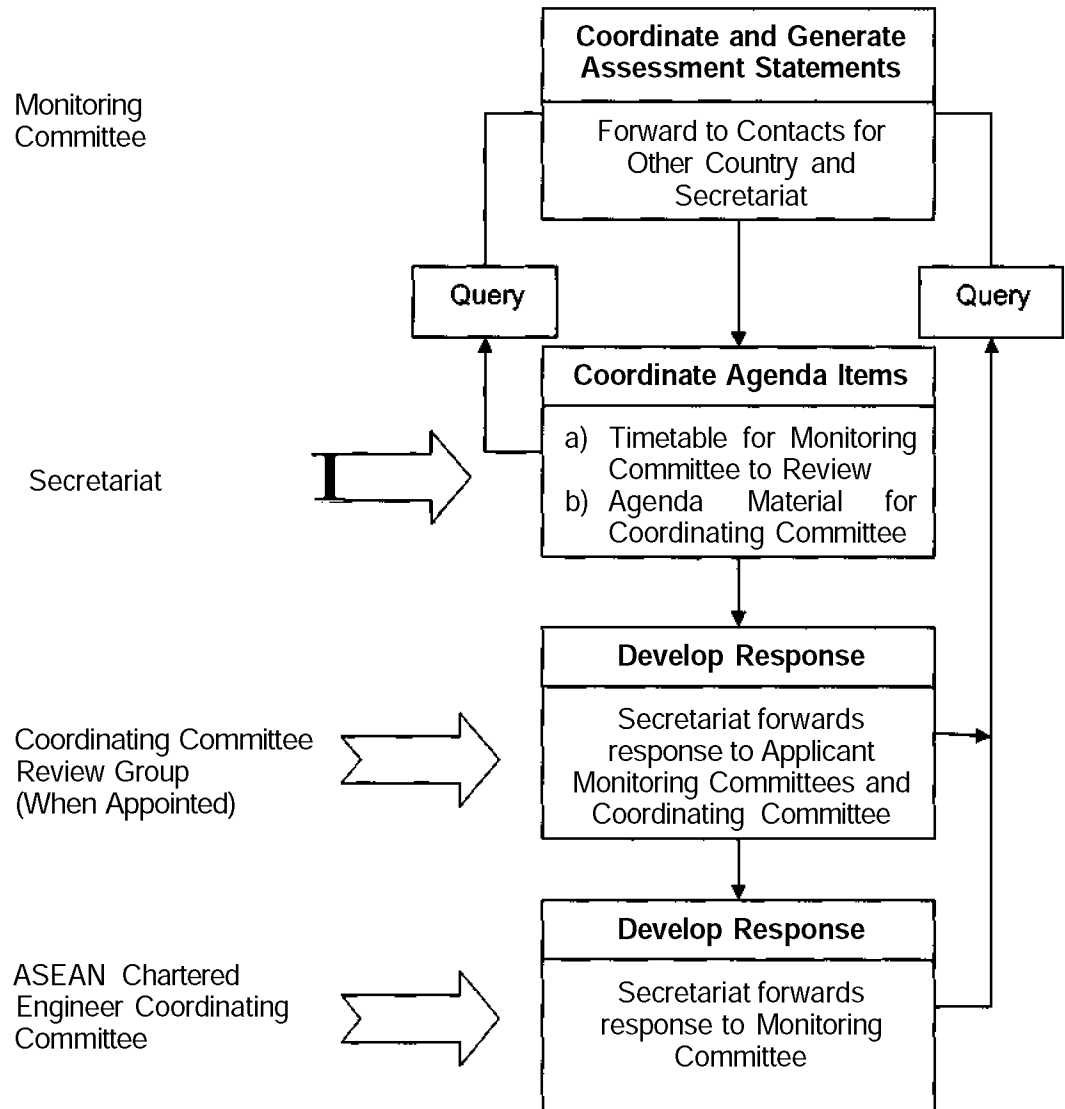 Coordinate and Generate
Assessment Statements
Monitoring
Committee
Forward to Contacts for
Other Country and
Secretariat
Query
Query
Coordinate Agenda Items
a) Timetable for Monitoring
Committee to Review
b) Agenda Material for
Coordinating Committee
Secretariat
Develop Response
Coordinating Committee
Review Group
(When Appointed)
Secretariat forwards
response to Applicant
Monitoring Committees and
Coordinating Committee
Develop Response
ASEAN Chartered
Engineer Coordinating
Committee
Secretariat forwards
response to Monitoring
Committee